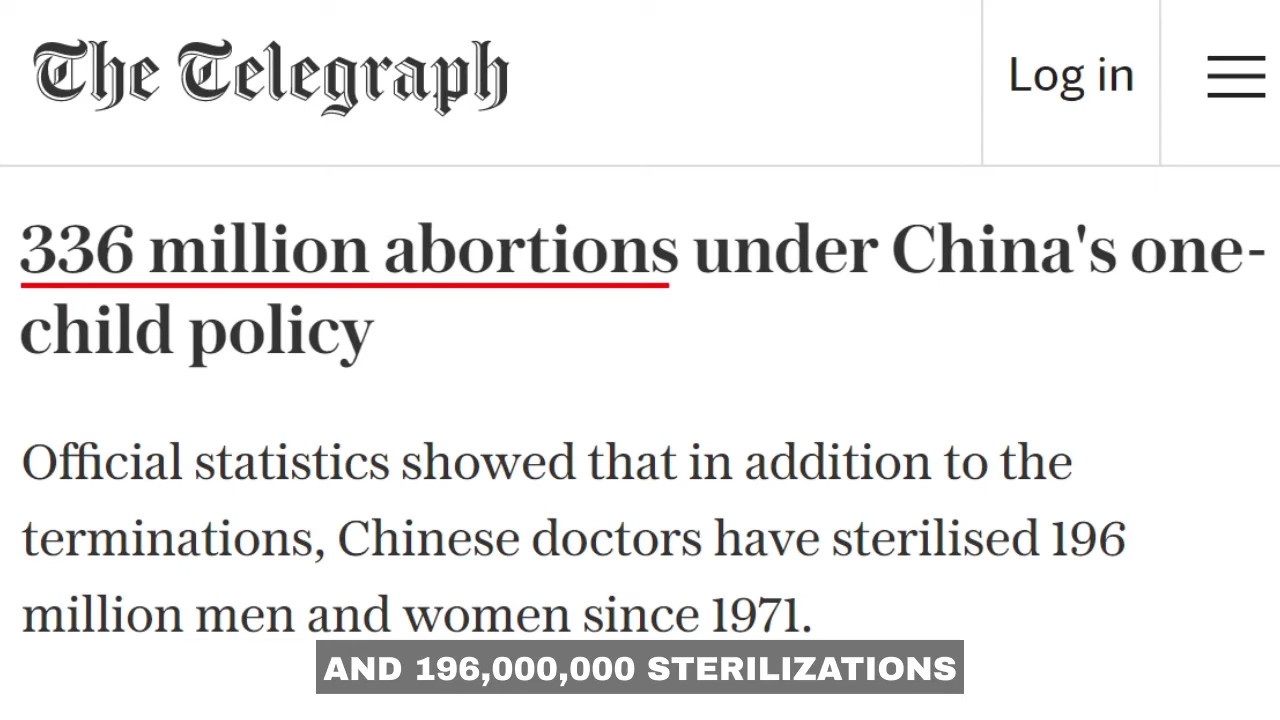 The Telegraph
Log in
336 million abortions under China's one-
child policy
Official statistics showed that in addition to the
terminations, Chinese doctors have sterilised 196
million men and women since 1971.
AND 196,000,000 STERILIZATIONS